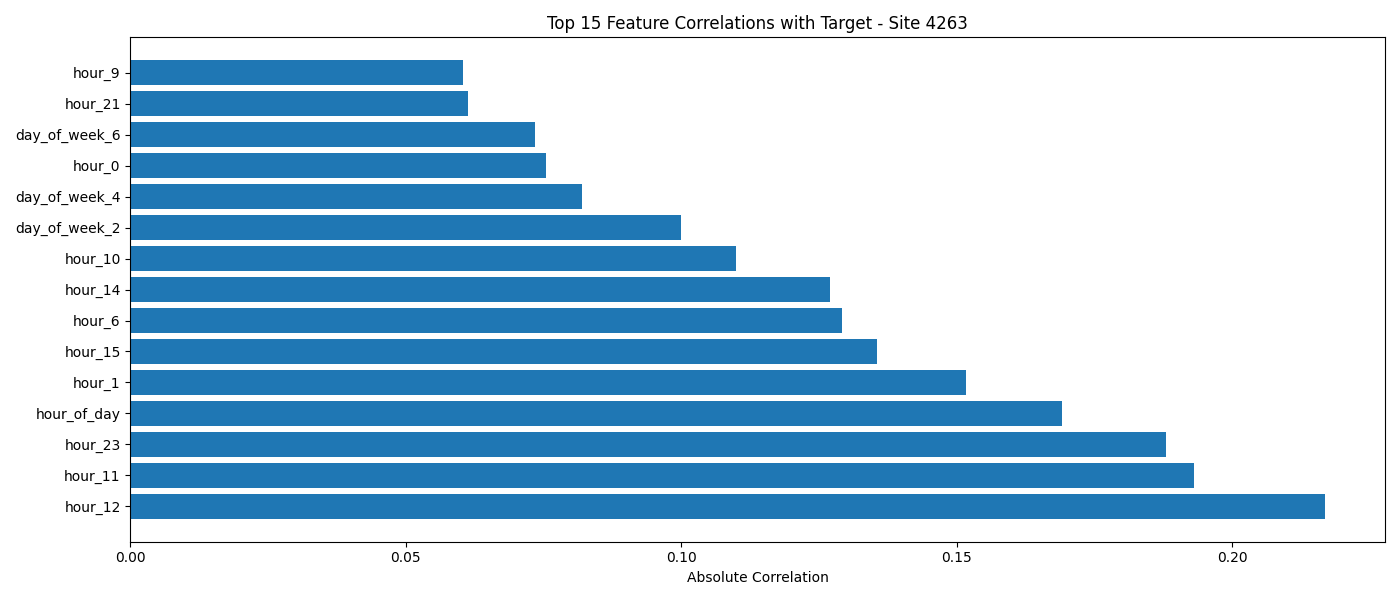 Top 15 Feature Correlations with Target - Site 4263
hour_9
hour_21
day_of_week_6
hour_0
day_of_week_4
day_of_week_2
hour_10
hour_14
hour_6
hour_15
hour_1
hour_of_day
hour_23
hour_11
hour_12
0.00 0.05 0.10 0.15 0.20
Absolute Correlation